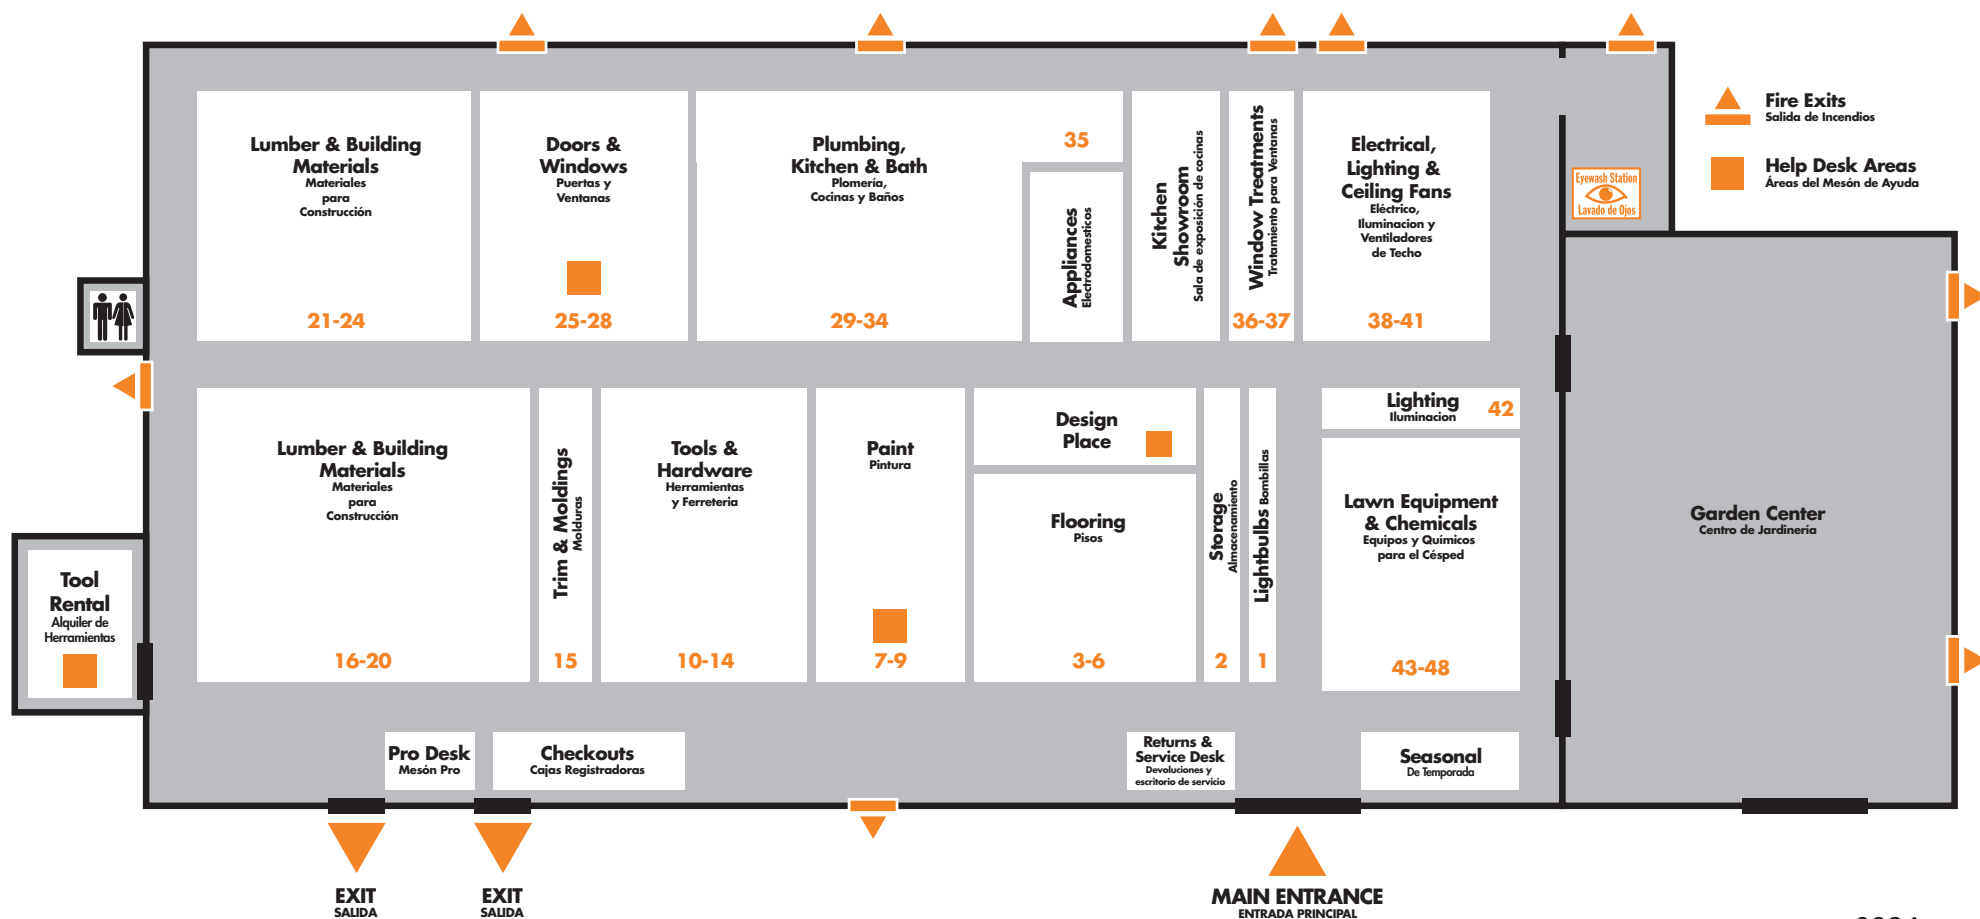 Fire Exits
Salida de Incendios
Help Desk Areas
Áreas del Mesón de Ayuda
Lumber & Building
Materials
Materiales
para
Construcción
21-24
Doors &
Windows
Puertas y
Ventanas
25-28
Plumbing,
Kitchen & Bath
Plomería,
Cocinas y Baños
29-34
35
Appliances
Electrodomesticos
Kitchen
Showroom
Sala de exposición de cocinas
Window Treatments
Tratamiento para Ventanas
36-37
Electrical,
Lighting &
Ceiling Fans
Eléctrico,
Iluminacion y
Ventiladores
de Techo
38-41
Eyewash Station
Lavado de Ojos
Lumber & Building
Materials
Materiales
para
Construcción
16-20
Trim & Moldings
Molduras
15
Tools &
Hardware
Herramientas
y Ferreteria
10-14
Paint
Pintura
7-9
Design
Place
Flooring
Pisos
3-6
Storage
Almacenamiento
2
Lightbulbs Bombillas
1
Lighting
Iluminacion
42
Lawn Equipment
& Chemicals
Equipos y Químicos
para el Césped
43-48
Garden Center
Centro de Jardinería
Tool
Rental
Alquiler de
Herramientas
Pro Desk
Mesón Pro
Checkouts
Cajas Registradoras
Returns &
Service Desk
Devoluciones y
escritorio de servicio
Seasonal
De Temporada
EXIT
SALIDA
EXIT
SALIDA
MAIN ENTRANCE
ENTRADA PRINCIPAL